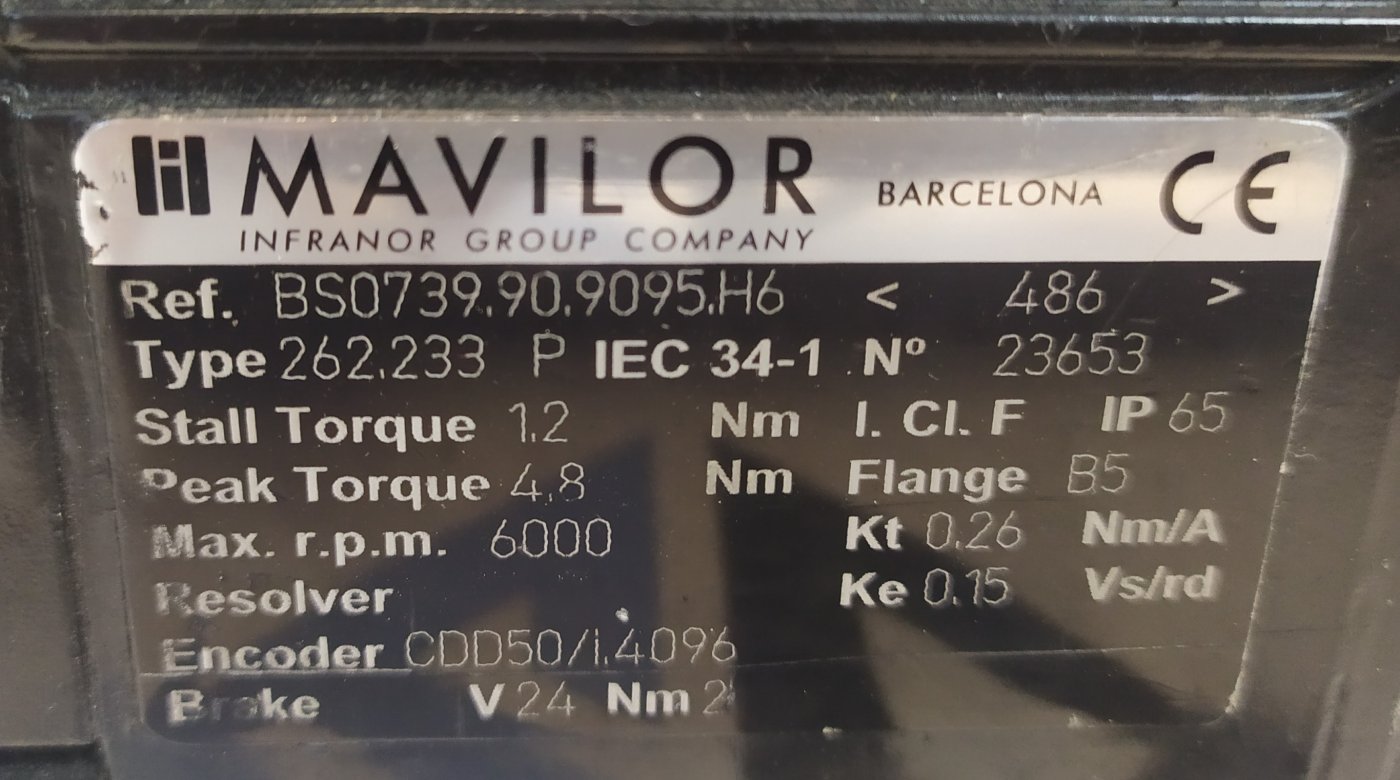 MAVILOR BARCELONA CE
INFRANOR GROUP COMPANY
Ref. BS0739.90.9095.H6 < 486 >
Type 262.233 P IEC 34-1 Nº 23653
Stall Torque 1.2 Nm I. Cl. F IP 65
Peak Torque 4.8 Nm Flange B5
Max. r.p.m. 6000 Kt 0.26 Nm/A
Resolver Ke 0.15 Vs/rd
Encoder CDD50/i.4096
Brake V 24 Nm 2